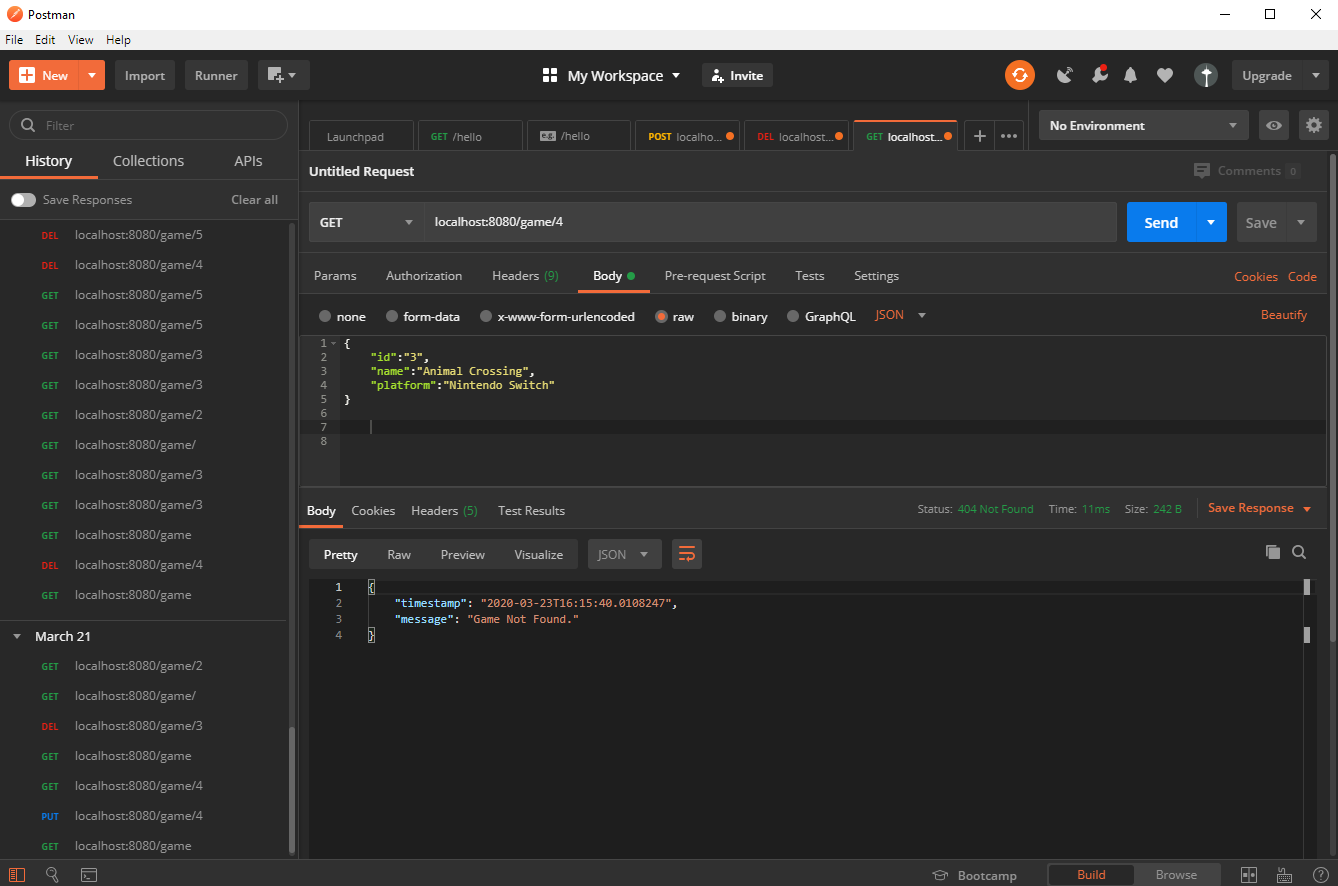 Postman
File Edit View Help
New Import Runner My Workspace Invite Upgrade
Filter
History Collections APIs
Save Responses Clear all
DEL localhost:8080/game/5
DEL localhost:8080/game/4
GET localhost:8080/game/5
GET localhost:8080/game/5
GET localhost:8080/game/3
GET localhost:8080/game/3
GET localhost:8080/game/2
GET localhost:8080/game/
GET localhost:8080/game/3
GET localhost:8080/game/3
GET localhost:8080/game
DEL localhost:8080/game/4
GET localhost:8080/game
March 21
GET localhost:8080/game/2
GET localhost:8080/game/
DEL localhost:8080/game/3
GET localhost:8080/game
GET localhost:8080/game/4
PUT localhost:8080/game/4
GET localhost:8080/game
Launchpad GET /hello e.g. /hello POST localho... DEL localhost... GET localhost... No Environment
Untitled Request Comments 0
GET localhost:8080/game/4 Send Save
Params Authorization Headers (9) Body Pre-request Script Tests Settings Cookies Code
none form-data x-www-form-urlencoded raw binary GraphQL JSON Beautify
1 {
2 "id":"3",
3 "name":"Animal Crossing",
4 "platform":"Nintendo Switch"
5 }
6
7
8
Body Cookies Headers (5) Test Results Status: 404 Not Found Time: 11ms Size: 242 B Save Response
Pretty Raw Preview Visualize JSON
1 {
2 "timestamp": "2020-03-23T16:15:40.0108247",
3 "message": "Game Not Found."
4 }
Bootcamp Build Browse